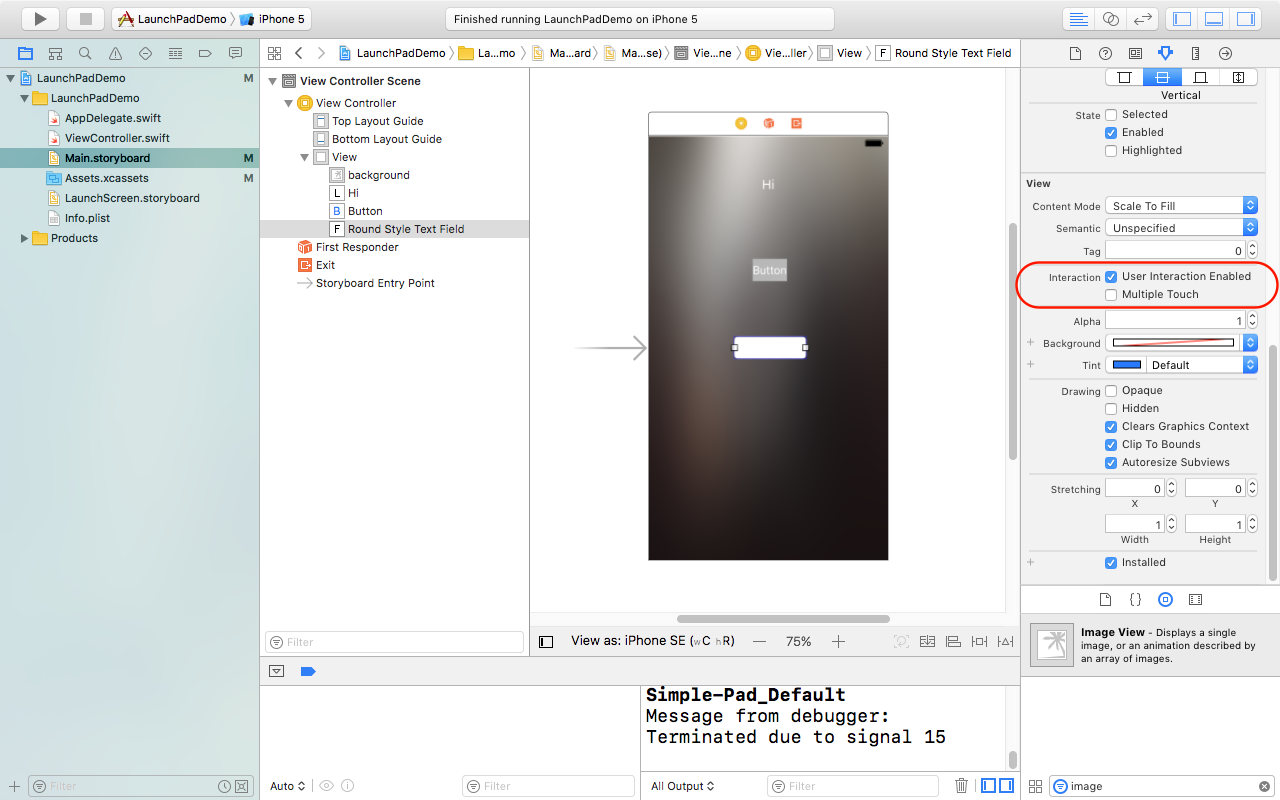 LaunchPadDemo iPhone 5
Finished running LaunchPadDemo on iPhone 5
LaunchPadDemo M
LaunchPadDemo
AppDelegate.swift
ViewController.swift
Main.storyboard M
Assets.xcassets M
LaunchScreen.storyboard
Info.plist
Products
Filter
LaunchPadDemo La...mo Ma...ard Ma...se) Vie...ne Vie...ller View F Round Style Text Field
View Controller Scene
View Controller
Top Layout Guide
Bottom Layout Guide
View
background
L Hi
B Button
F Round Style Text Field
First Responder
Exit
Storyboard Entry Point
Filter
Hi
Button
View as: iPhone SE (wC hR) — 75% +
Auto
Filter
Simple-Pad_Default
Message from debugger:
Terminated due to signal 15
All Output
Filter
Vertical
State Selected
Enabled
Highlighted
View
Content Mode Scale To Fill
Semantic Unspecified
Tag 0
Interaction User Interaction Enabled
Multiple Touch
Alpha 1
+ Background
+ Tint Default
Drawing Opaque
Hidden
Clears Graphics Context
Clip To Bounds
Autoresize Subviews
Stretching 0 0
X Y
1 1
Width Height
+ Installed
{}
Image View - Displays a single
image, or an animation described by
an array of images.
image